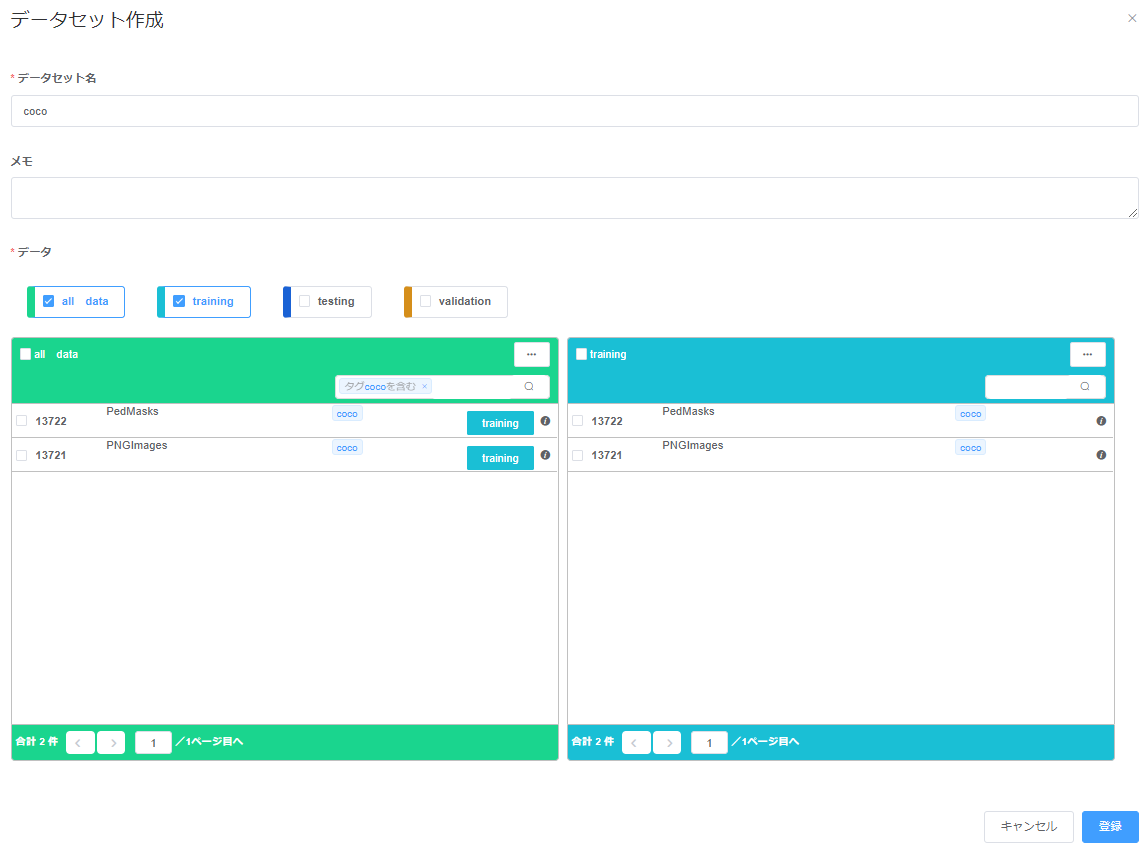 データセット作成
* データセット名
coco
メモ
* データ
all data
training
testing
validation
all data
...
タグcocoを含む ×
13722 PedMasks coco training
13721 PNGImages coco training
合計 2 件 < > 1 ／1ページ目へ
training
...
13722 PedMasks coco
13721 PNGImages coco
合計 2 件 < > 1 ／1ページ目へ
キャンセル
登録